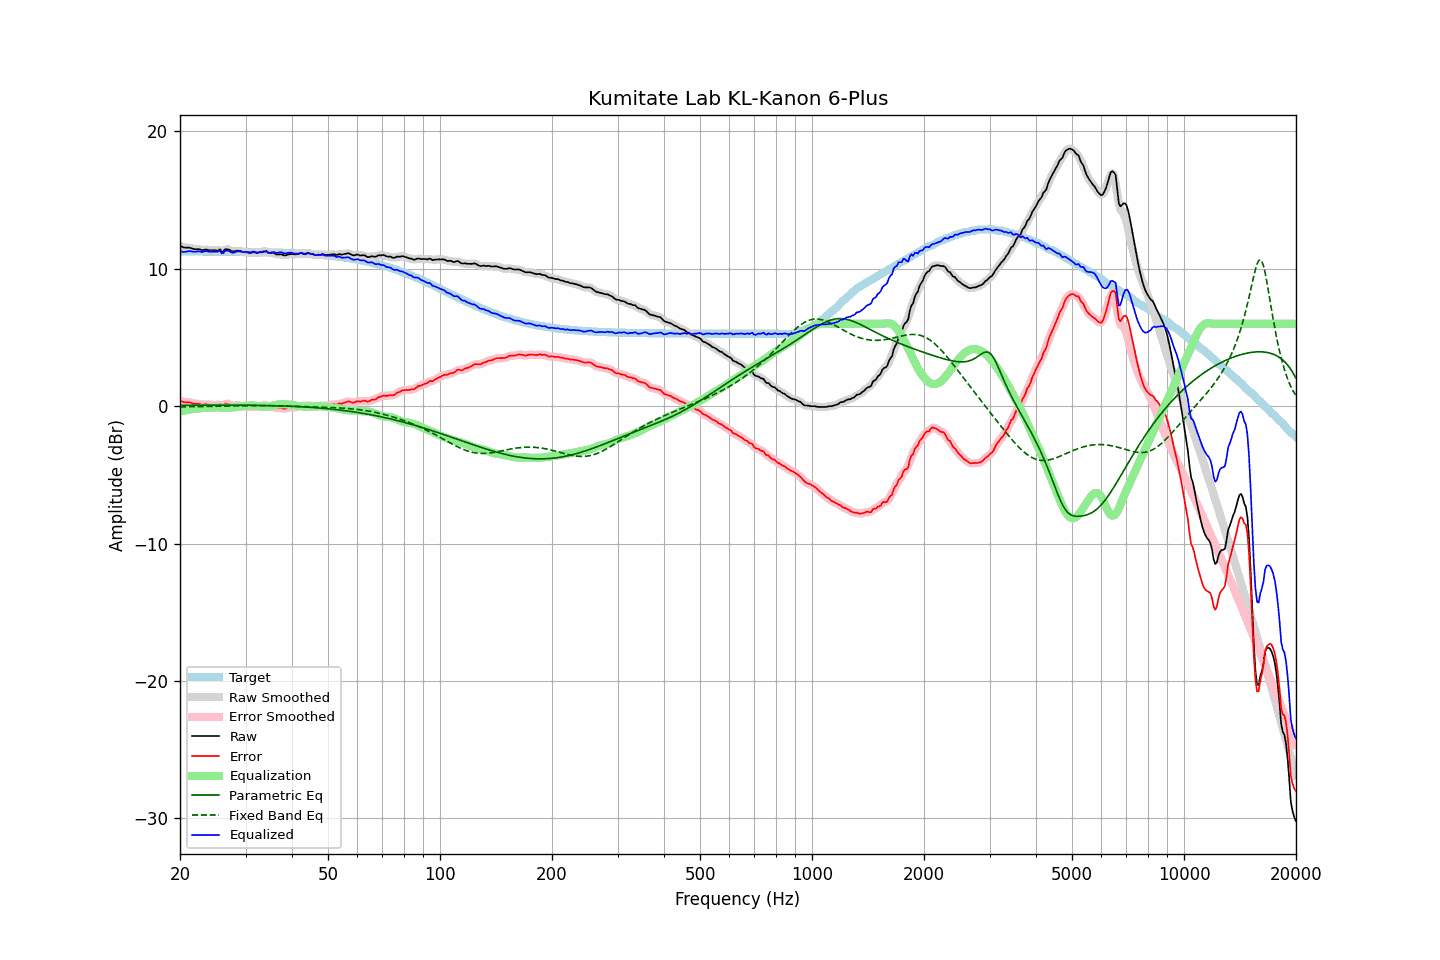 Kumitate Lab KL-Kanon 6-Plus
20
10
0
−10
−20
−30
Amplitude (dBr)
Target
Raw Smoothed
Error Smoothed
Raw
Error
Equalization
Parametric Eq
Fixed Band Eq
Equalized
20 50 100 200 500 1000 2000 5000 10000 20000
Frequency (Hz)